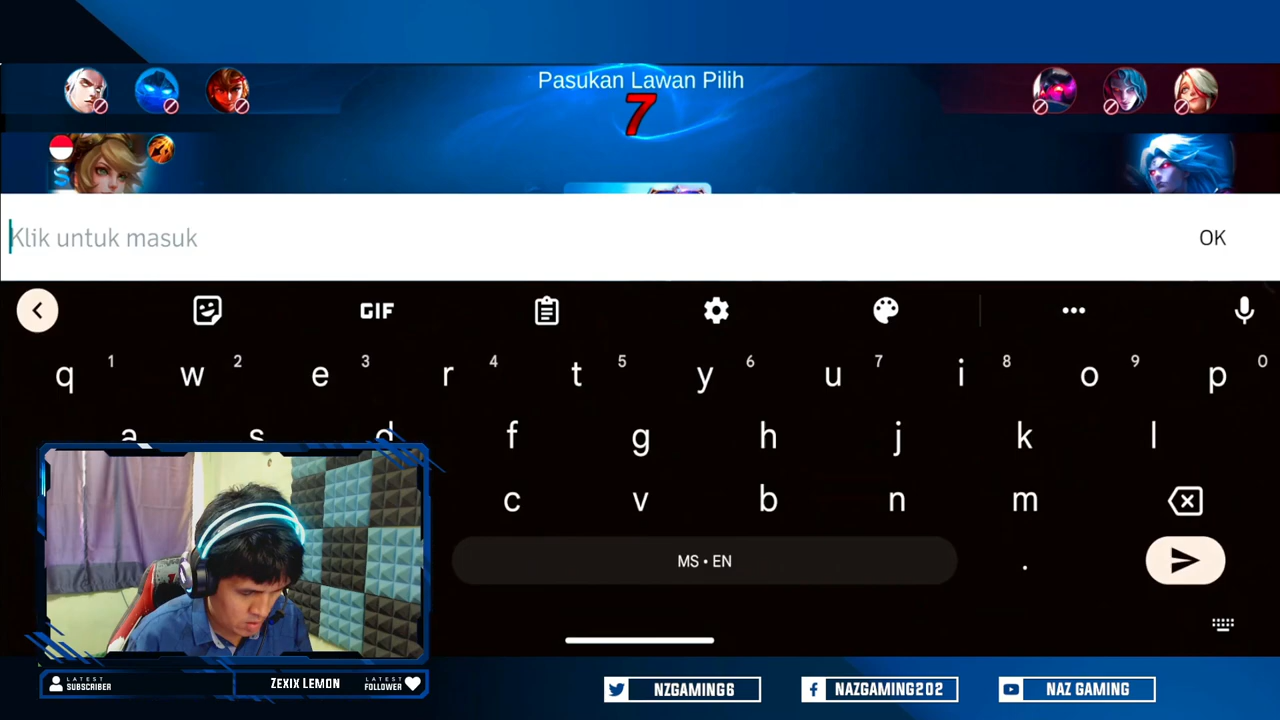 Pasukan Lawan Pilih
7
Klik untuk masuk
OK
GIF
q 1 w 2 e 3 r 4 t 5 y 6 u 7 i 8 o 9 p 0
a s d f g h j k l
c v b n m
MS • EN
.
LATEST
SUBSCRIBER
ZEXIX LEMON
LATEST
FOLLOWER
NZGAMING6
NAZGAMING202
NAZ GAMING